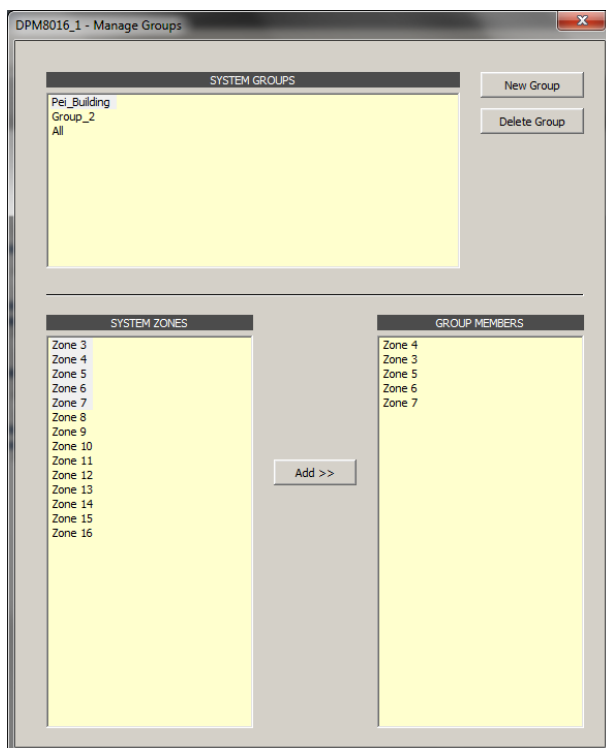 DPM8016_1 - Manage Groups
SYSTEM GROUPS
New Group
Pei_Building
Group_2
All
Delete Group
SYSTEM ZONES
Zone 3
Zone 4
Zone 5
Zone 6
Zone 7
Zone 8
Zone 9
Zone 10
Zone 11
Zone 12
Zone 13
Zone 14
Zone 15
Zone 16
Add >>
GROUP MEMBERS
Zone 4
Zone 3
Zone 5
Zone 6
Zone 7